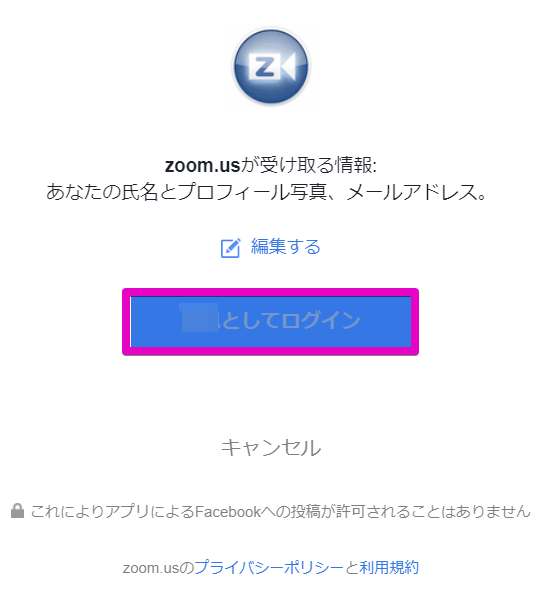 zoom.usが受け取る情報:
あなたの氏名とプロフィール写真、メールアドレス。
編集する
としてログイン
キャンセル
これによりアプリによるFacebookへの投稿が許可されることはありません
zoom.usのプライバシーポリシーと利用規約